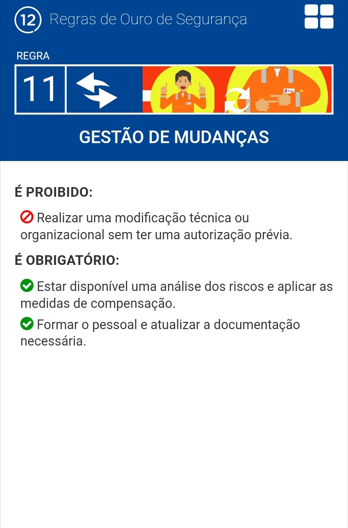 12 Regras de Ouro de Segurança
REGRA
11
GESTÃO DE MUDANÇAS
É PROIBIDO:
Realizar uma modificação técnica ou
organizacional sem ter uma autorização prévia.
É OBRIGATÓRIO:
Estar disponível uma análise dos riscos e aplicar as
medidas de compensação.
Formar o pessoal e atualizar a documentação
necessária.